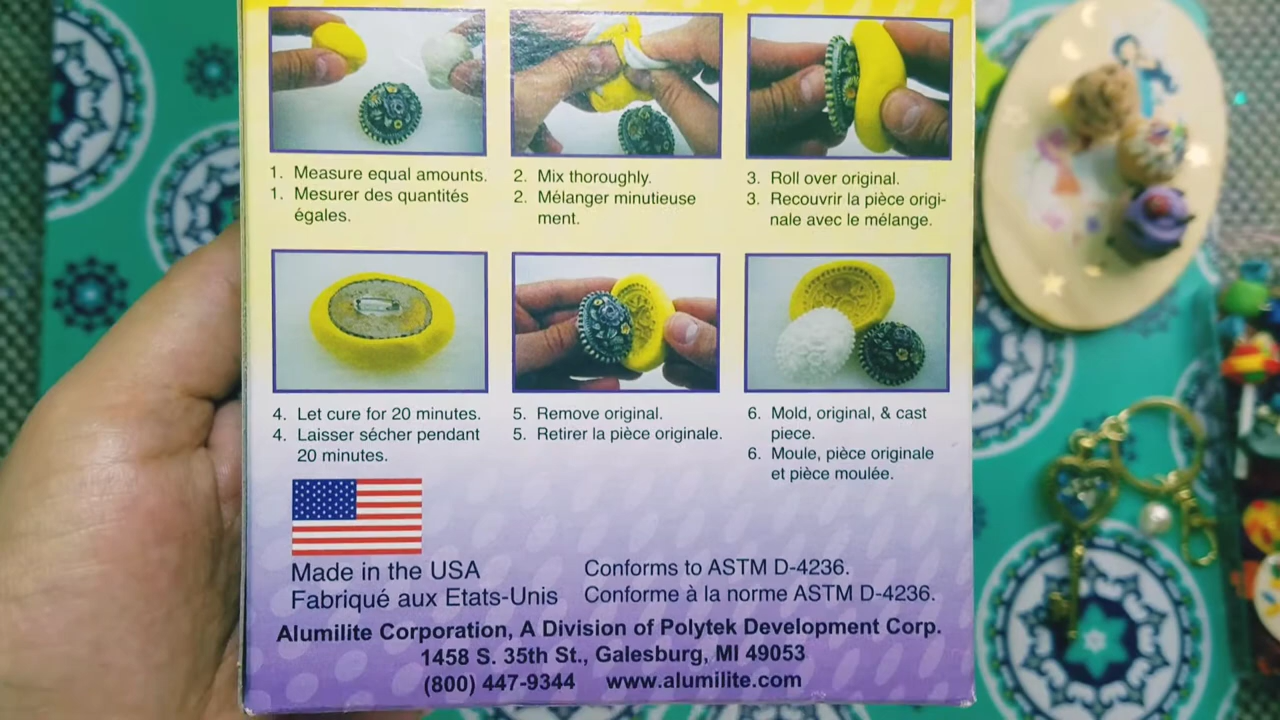 1. Measure equal amounts.
1. Mesurer des quantités
égales.
2. Mix thoroughly.
2. Mélanger minutieuse
ment.
3. Roll over original.
3. Recouvrir la pièce origi-
nale avec le mélange.
4. Let cure for 20 minutes.
4. Laisser sécher pendant
20 minutes.
5. Remove original.
5. Retirer la pièce originale.
6. Mold, original, & cast
piece.
6. Moule, pièce originale
et pièce moulée.
Made in the USA
Fabriqué aux Etats-Unis
Conforms to ASTM D-4236.
Conforme à la norme ASTM D-4236.
Alumilite Corporation, A Division of Polytek Development Corp.
1458 S. 35th St., Galesburg, MI 49053
(800) 447-9344 www.alumilite.com